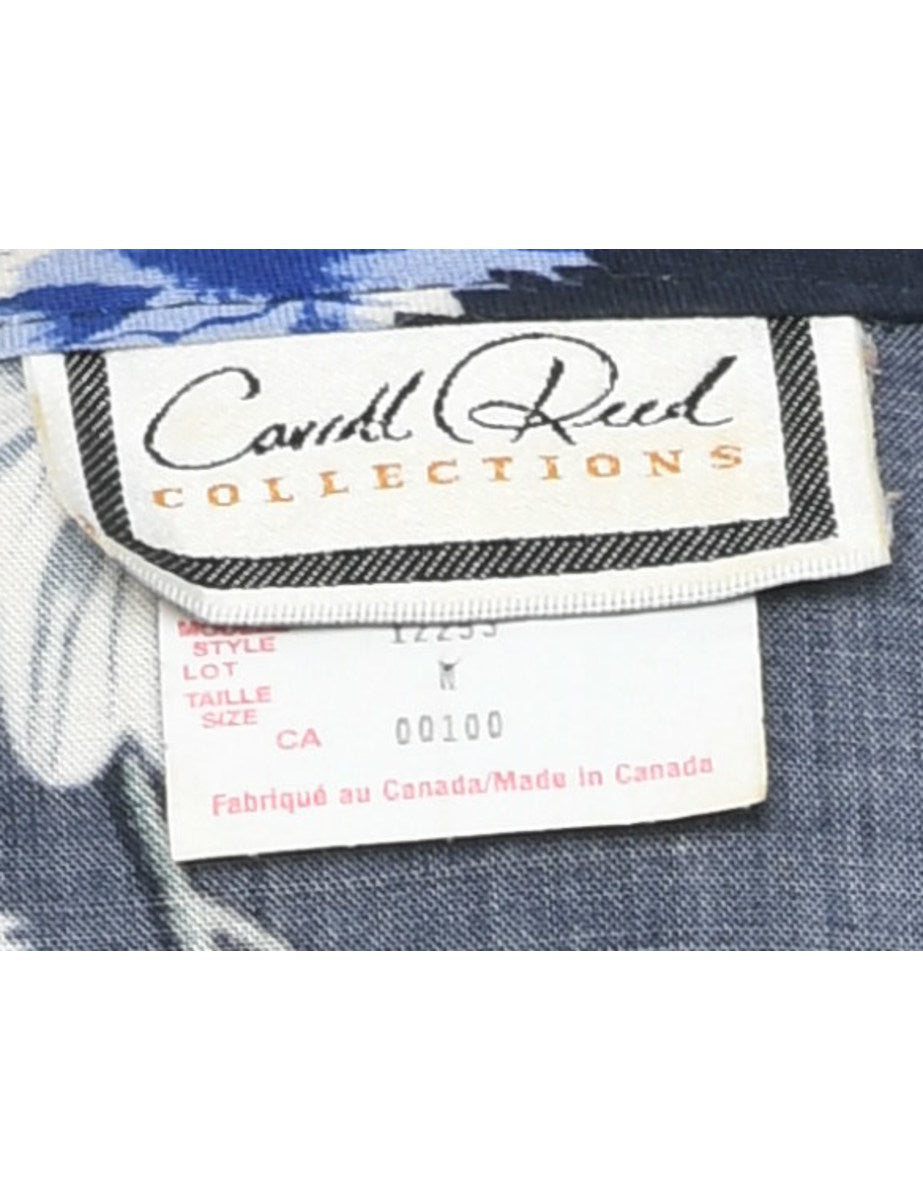 Carroll Reed
COLLECTIONS
STYLE
LOT M
TAILLE
SIZE
CA 00100
Fabriqué au Canada/Made in Canada